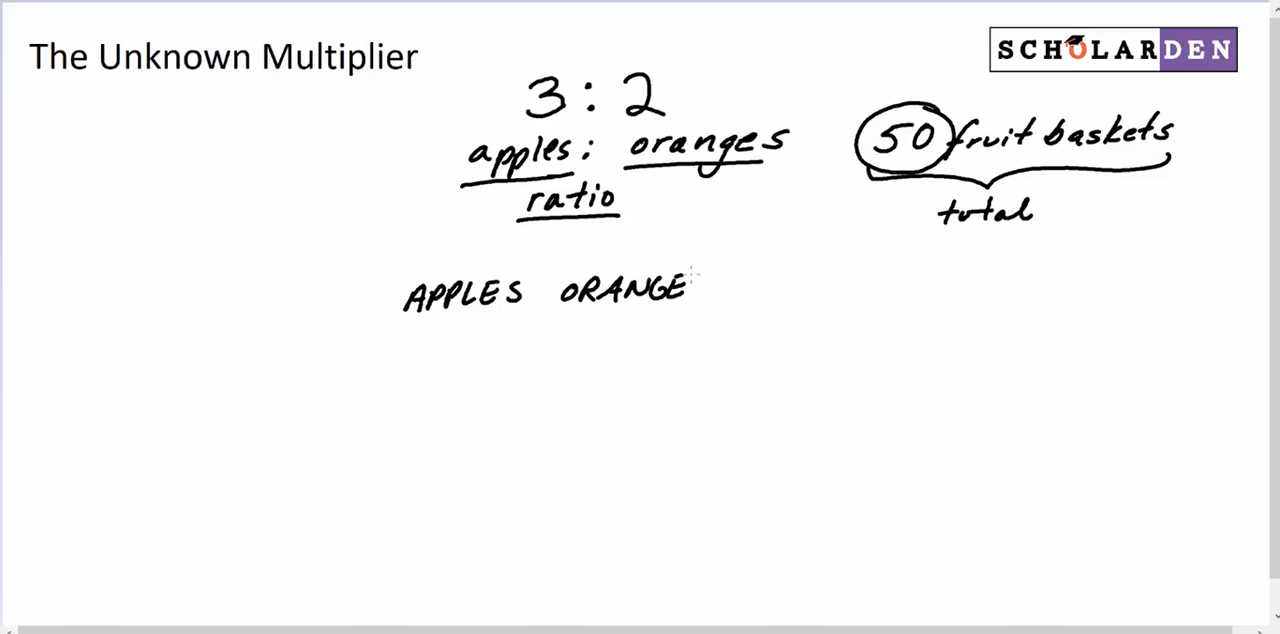 The Unknown Multiplier
SCHOLARDEN
3 : 2
apples : oranges
ratio
50 fruit baskets
total
APPLES ORANGE